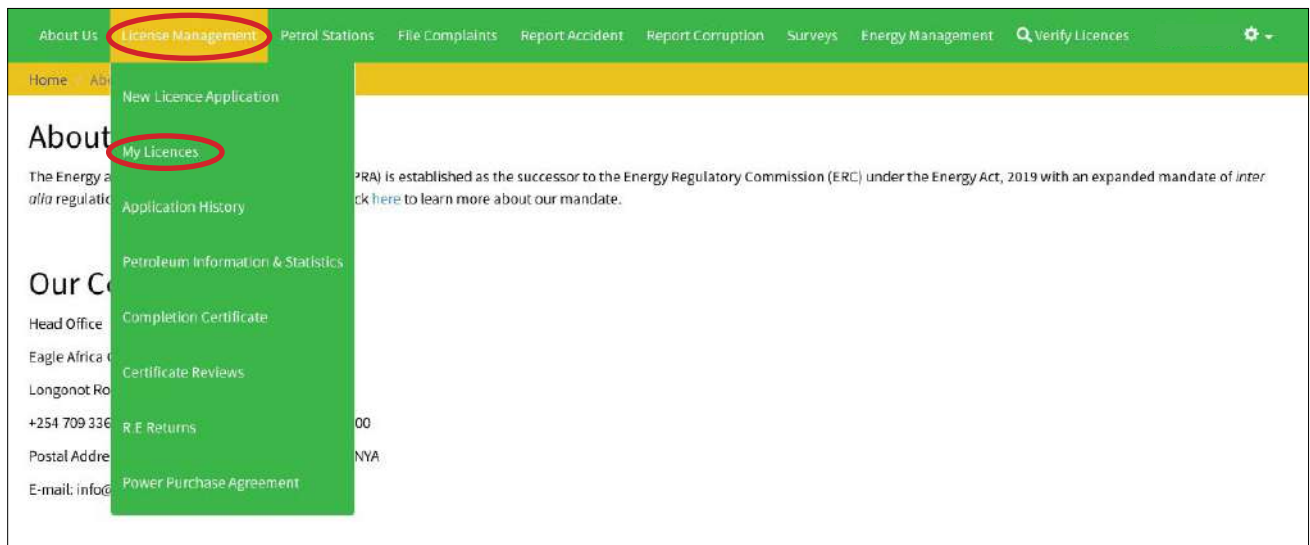 About Us License Management Petrol Stations File Complaints Report Accident Report Corruption Surveys Energy Management Verify Licences
Home Abo
New Licence Application
My Licences
Application History
Petroleum Information & Statistics
Completion Certificate
Certificate Reviews
R.E Returns
Power Purchase Agreement
About
The Energy a PRA) is established as the successor to the Energy Regulatory Commission (ERC) under the Energy Act, 2019 with an expanded mandate of inter
alia regulatio ck here to learn more about our mandate.
Our Co
Head Office
Eagle Africa
Longonot Ro
+254 709 336 00
Postal Addre NYA
E-mail: info@